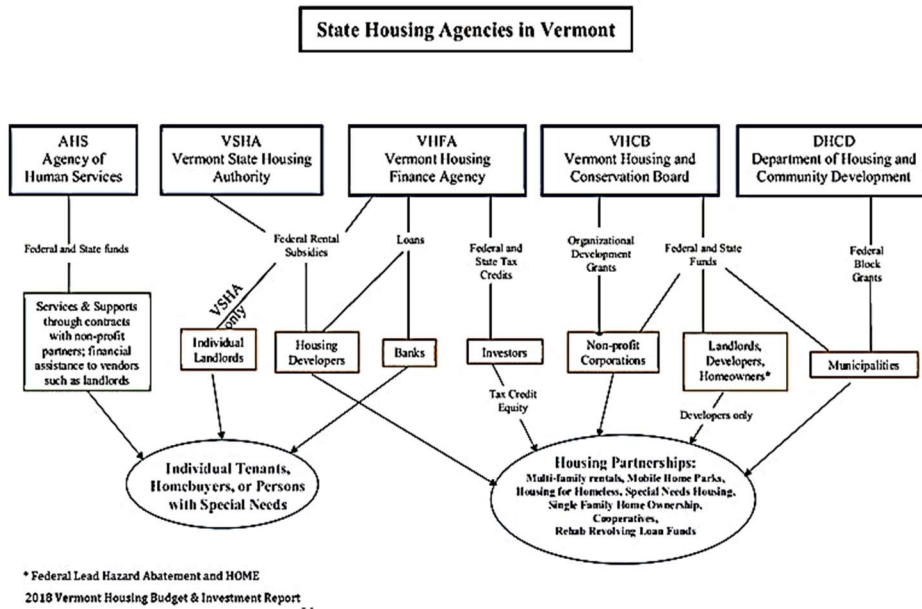 State Housing Agencies in Vermont
AHS
Agency of
Human Services
VSHA
Vermont State Housing
Authority
VHFA
Vermont Housing
Finance Agency
VHCB
Vermont Housing and
Conservation Board
DHCD
Department of Housing and
Community Development
Federal and State funds
Federal Rental
Subsidies
Loans
Federal and
State Tax
Credits
Organizational
Development
Grants
Federal and State
Funds
Federal
Block
Grants
VSHA
only
Services & Supports
through contracts
with non-profit
partners; financial
assistance to vendors
such as landlords
Individual
Landlords
Housing
Developers
Banks
Investors
Non-profit
Corporations
Landlords,
Developers,
Homeowners*
Municipalities
Tax Credit
Equity
Developers only
Individual Tenants,
Homebuyers, or Persons
with Special Needs
Housing Partnerships:
Multi-family rentals, Mobile Home Parks,
Housing for Homeless, Special Needs Housing,
Single Family Home Ownership,
Cooperatives,
Rehab Revolving Loan Funds
* Federal Lead Hazard Abatement and HOME
2018 Vermont Housing Budget & Investment Report